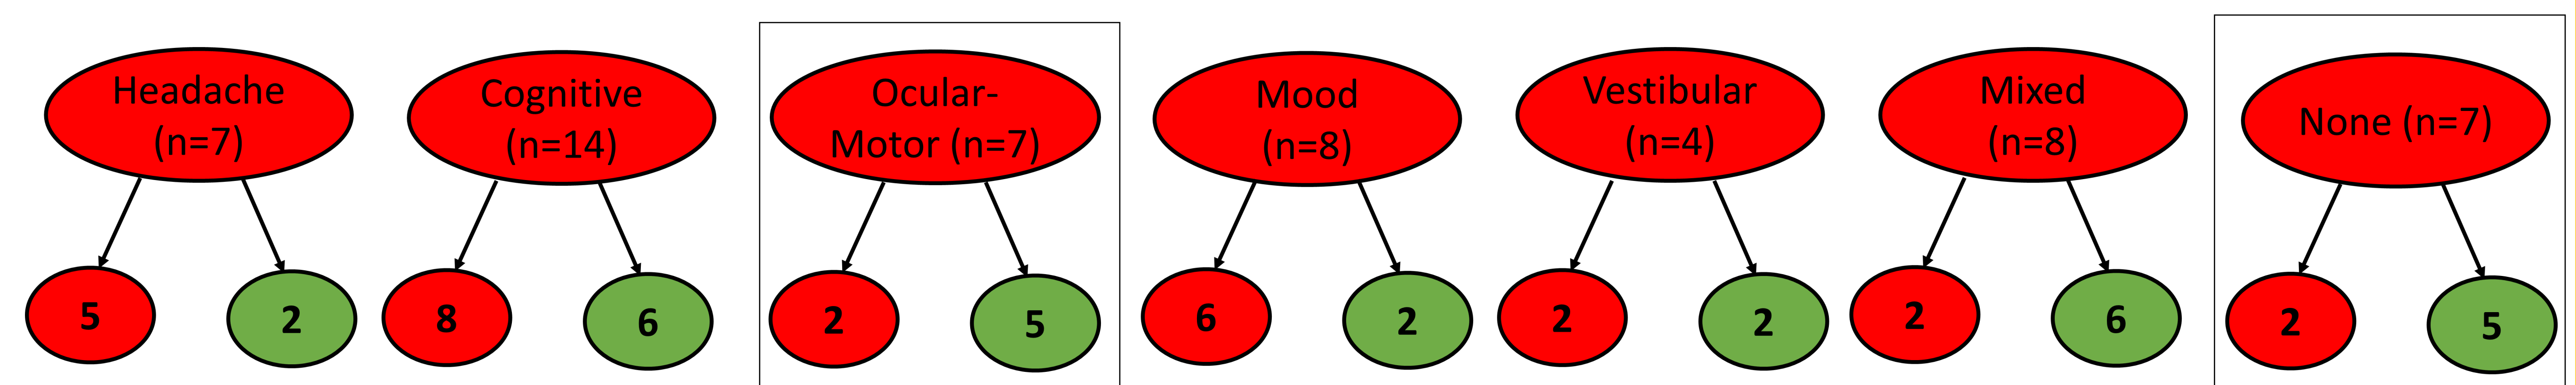 Headache
(n=7)
Cognitive
(n=14)
Ocular-
Motor (n=7)
Mood
(n=8)
Vestibular
(n=4)
Mixed
(n=8)
None (n=7)
5
2
8
6
2
5
6
2
2
2
2
6
2
5